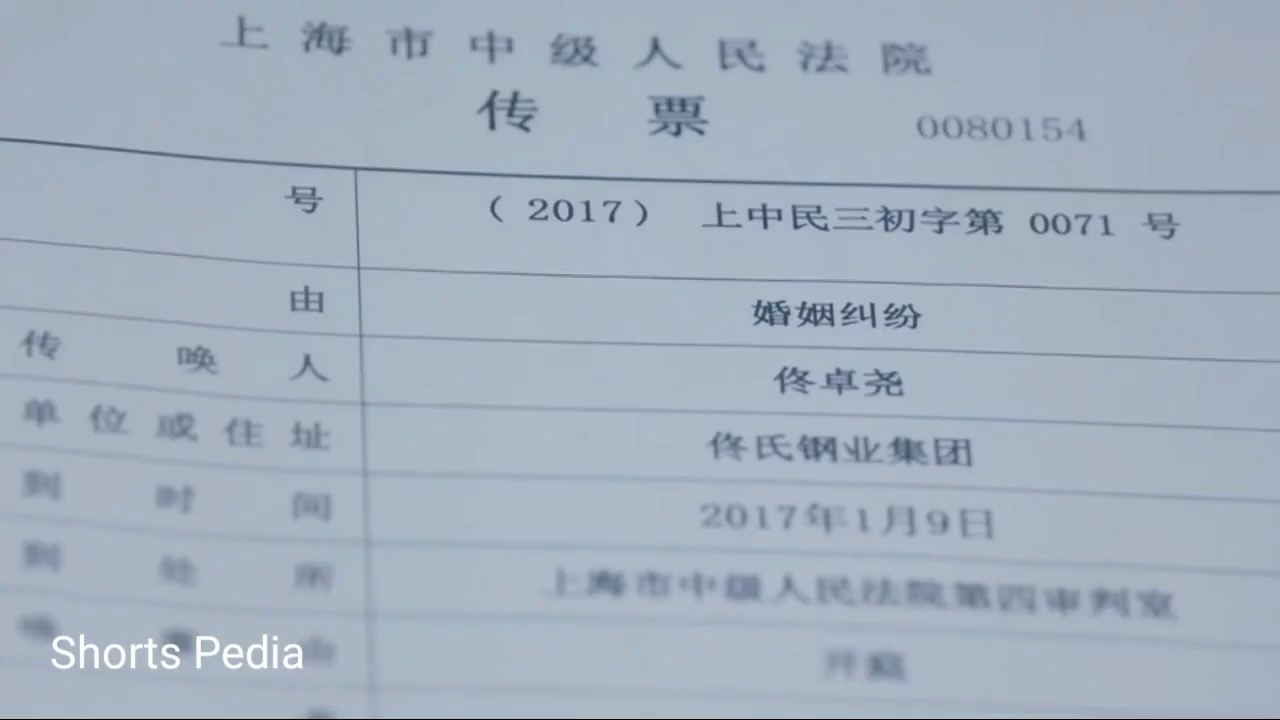 上海市中级人民法院
传 票 0080154
号 (2017) 上中民三初字第 0071 号
由 婚姻纠纷
传唤人 佟卓尧
单位或住址 佟氏钢业集团
到时间 2017年1月9日
到处所 上海市中级人民法院第四审判室
开庭
Shorts Pedia